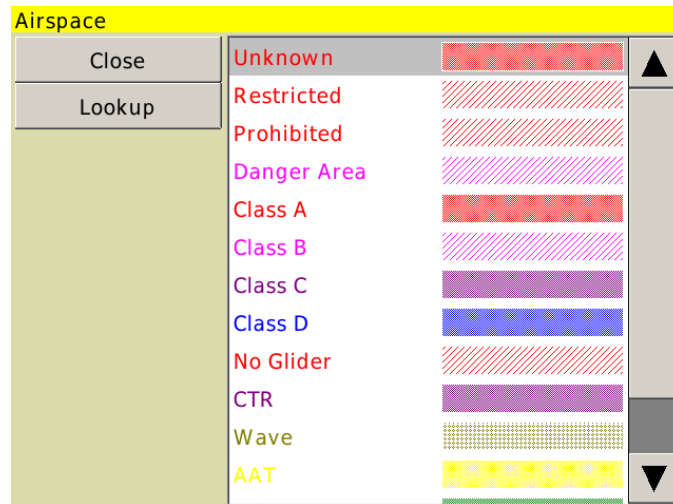 Airspace
Close
Lookup
Unknown
Restricted
Prohibited
Danger Area
Class A
Class B
Class C
Class D
No Glider
CTR
Wave
AAT